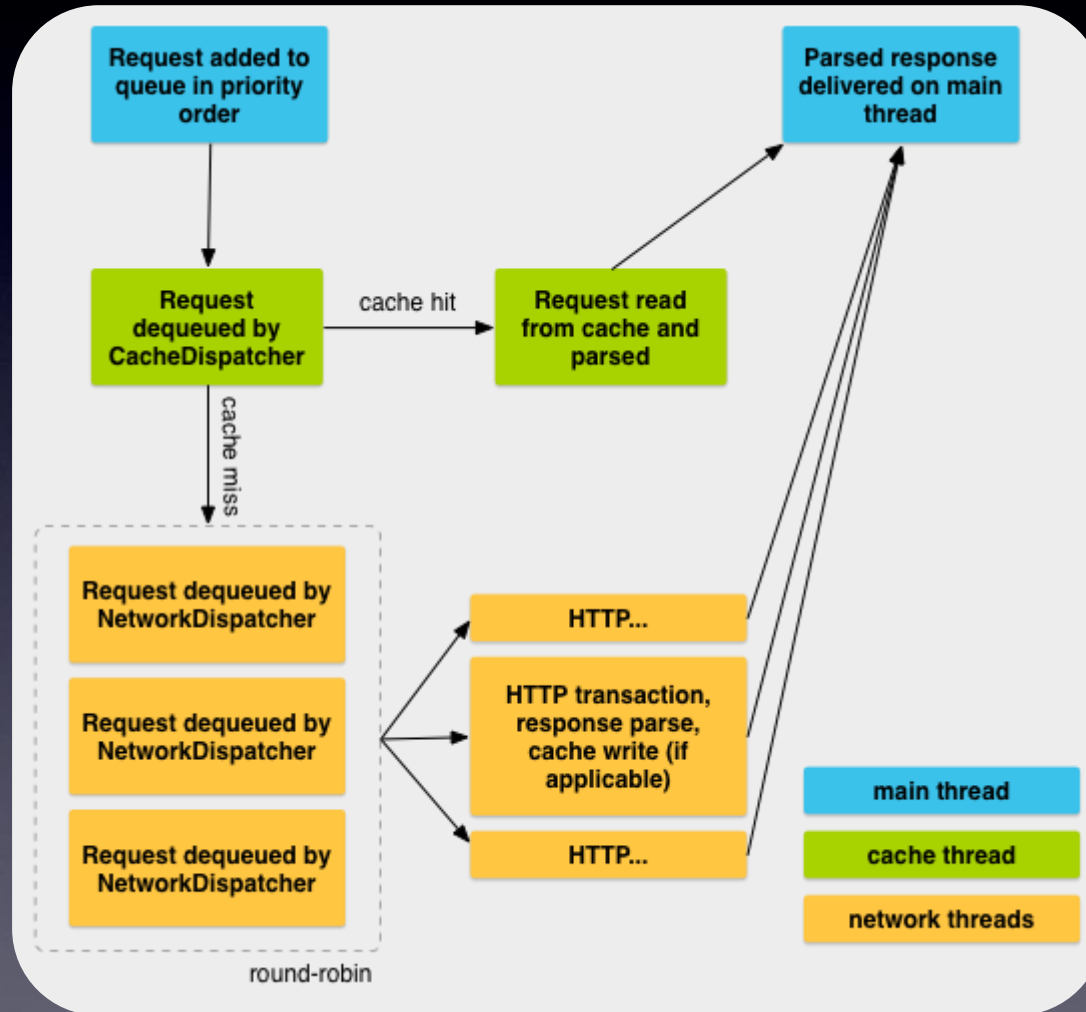 Request added to
queue in priority
order
Parsed response
delivered on main
thread
Request
dequeued by
CacheDispatcher
cache hit
Request read
from cache and
parsed
cache miss
Request dequeued by
NetworkDispatcher
Request dequeued by
NetworkDispatcher
Request dequeued by
NetworkDispatcher
round-robin
HTTP...
HTTP transaction,
response parse,
cache write (if
applicable)
HTTP...
main thread
cache thread
network threads